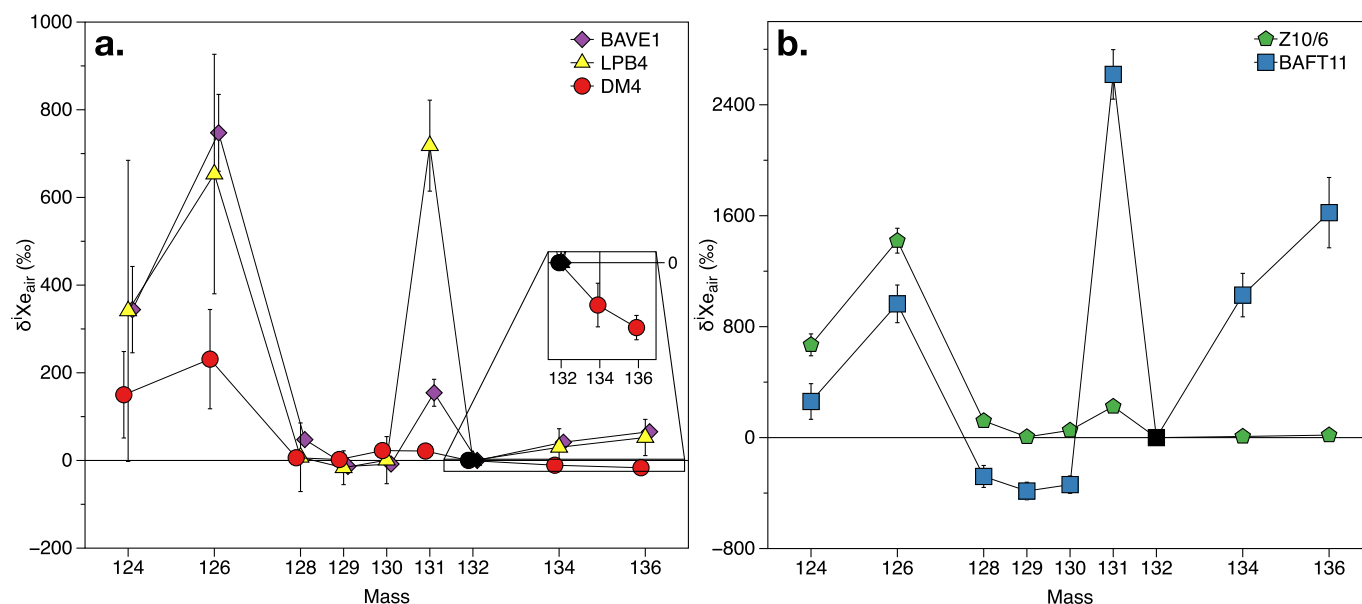 a.
BAVE1
LPB4
DM4
1000
800
600
400
200
0
−200
δⁱXe_air (‰)
0
132 134 136
124 126 128 129 130 131 132 134 136
Mass
b.
Z10/6
BAFT11
2400
1600
800
0
−800
δⁱXe_air (‰)
124 126 128 129 130 131 132 134 136
Mass